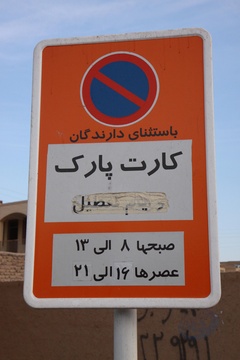 باستثنای دارندگان
کارت پارک
صبحها ۸ الی ۱۳
عصرها ۱۶ الی ۲۱